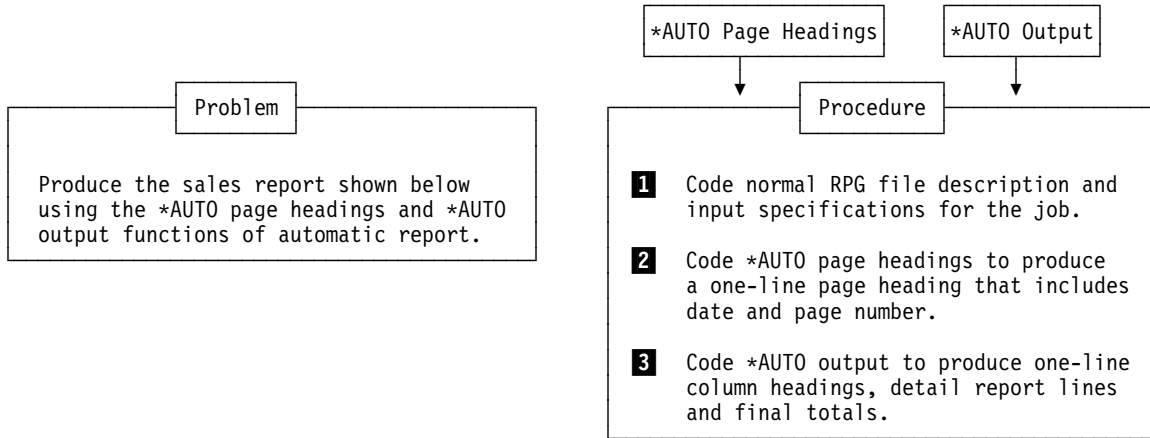 *AUTO Page Headings
*AUTO Output
Problem
Produce the sales report shown below
using the *AUTO page headings and *AUTO
output functions of automatic report.
Procedure
1 Code normal RPG file description and
input specifications for the job.
2 Code *AUTO page headings to produce
a one-line page heading that includes
date and page number.
3 Code *AUTO output to produce one-line
column headings, detail report lines
and final totals.